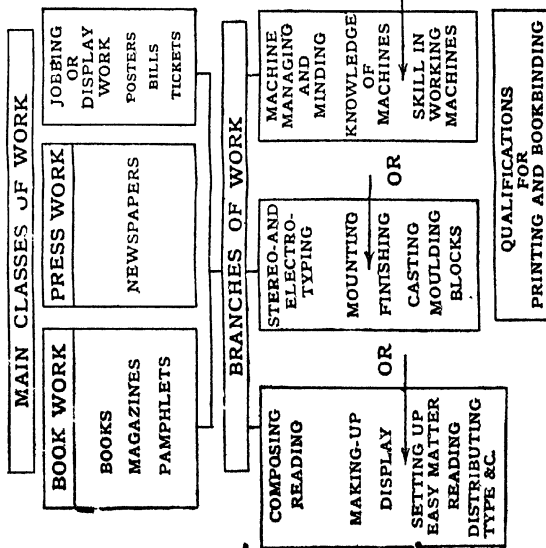 MAIN CLASSES OF WORK
BOOK WORK
BOOKS
MAGAZINES
PAMPHLETS
PRESS WORK
NEWSPAPERS
JOBBING
OR
DISPLAY
WORK
POSTERS
BILLS
TICKETS
BRANCHES OF WORK
COMPOSING
READING
MAKING-UP
DISPLAY
SETTING UP
EASY MATTER
READING
DISTRIBUTING
TYPE &C.
OR
STEREO-AND
ELECTRO-
TYPING
MOUNTING
FINISHING
CASTING
MOULDING
BLOCKS
OR
MACHINE
MANAGING
AND
MINDING
KNOWLEDGE
OF
MACHINES
SKILL IN
WORKING
MACHINES
QUALIFICATIONS
FOR
PRINTING AND BOOKBINDING